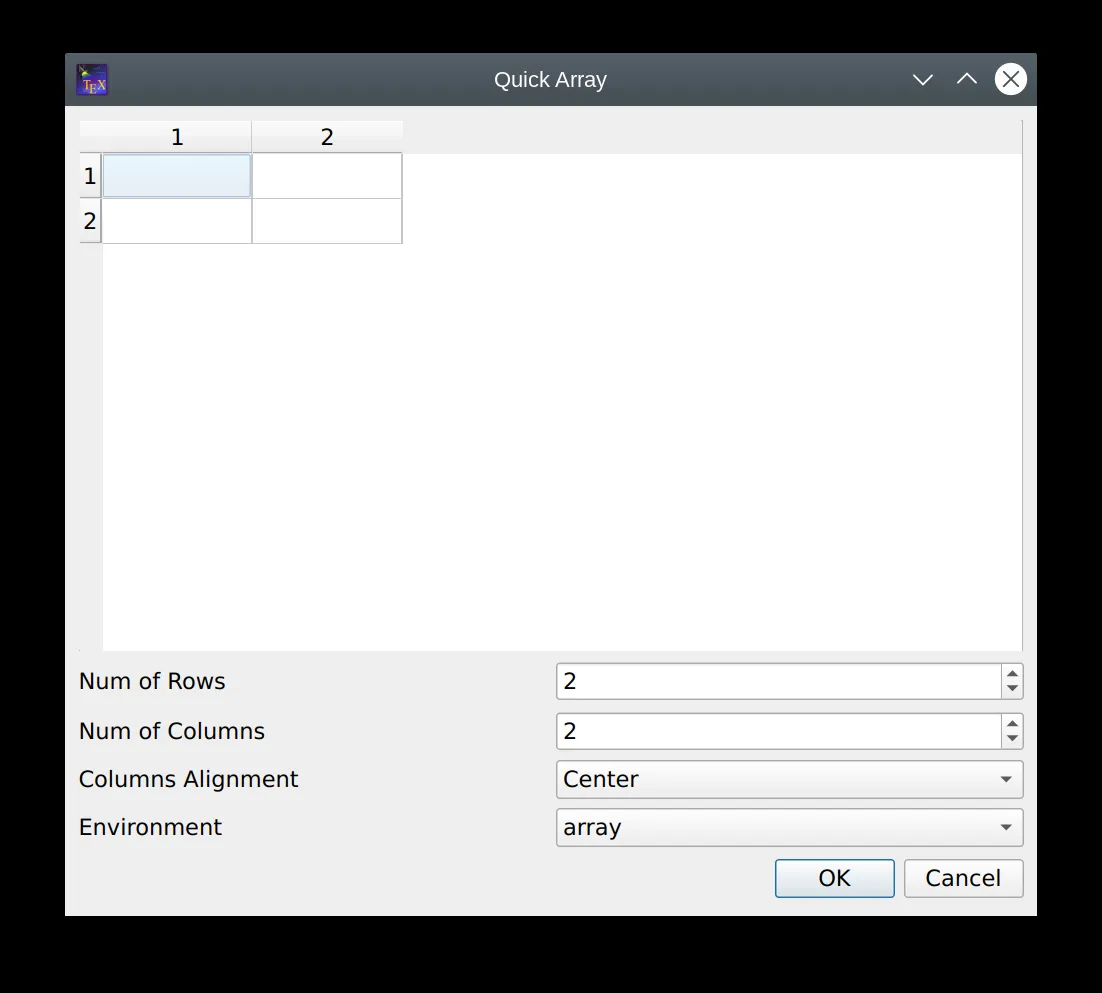 TEX
Quick Array
1 2
1
2
Num of Rows 2
Num of Columns 2
Columns Alignment Center
Environment array
OK Cancel